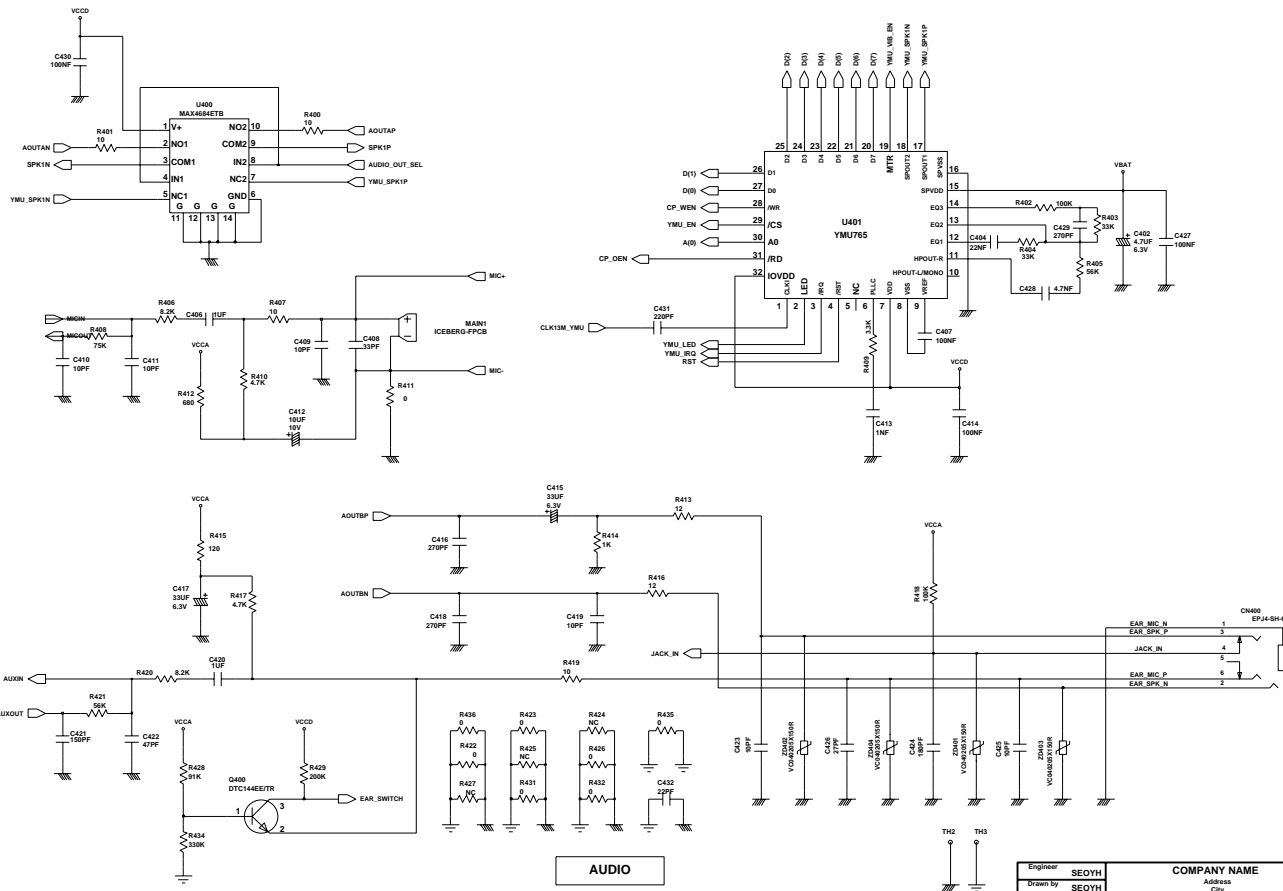 VCCD
C430
100NF
U400
MAX4684ETB
1 V+ NO2 10
2 NO1 COM2 9
3 COM1 IN2 8
4 IN1 NC2 7
5 NC1 GND 6
G G G G
11 12 13 14
R401
10
R400
10
AOUTAN
SPK1N
YMU_SPK1N
AOUTAP
SPK1P
AUDIO_OUT_SEL
YMU_SPK1P
D(2) D(3) D(4) D(5) D(6) D(7) YMU_VIB_EN YMU_SPK1N YMU_SPK1P
25 24 23 22 21 20 19 18 17
D2 D3 D4 D5 D6 D7 MTR SPOUT2 SPOUT1
D(1) 26 D1
D(0) 27 D0
CP_WEN 28 /WR
YMU_EN 29 /CS
A(0) 30 A0
CP_OEN 31 /RD
32 IOVDD
U401
YMU765
SPVSS 16
SPVDD 15
EQ3 14
EQ2 13
EQ1 12
HPOUT-R 11
HPOUT-L/MONO 10
CLKI LED /IRQ /RST NC PLLC VDD VSS VREF
1 2 3 4 5 6 7 8 9
R402 100K
C429
270PF
R403
33K
C404
22NF
R404
33K
R405
56K
C428 4.7NF
VBAT
C402
4.7UF
6.3V
C427
100NF
CLK13M_YMU
C431
220PF
YMU_LED
YMU_IRQ
RST
3.3K
R409
C413
1NF
C407
100NF
VCCD
C414
100NF
MICIN
MICOUT
R406
8.2K
C406 1UF
R407
10
R408
75K
C410
10PF
C411
10PF
VCCA
R412
680
R410
4.7K
C412
10UF
10V
C409
10PF
C408
33PF
MIC+
MAIN1
ICEBERG-FPCB
MIC-
R411
0
VCCA
R415
120
C417
33UF
6.3V
R417
4.7K
AOUTBP
C416
270PF
C415
33UF
6.3V
R414
1K
R413
12
AOUTBN
C418
270PF
C419
10PF
R416
12
VCCA
R418
100K
JACK_IN
CN400
EAR_MIC_N 1
EAR_SPK_P 3
JACK_IN 4
5
EAR_MIC_P 6
EAR_SPK_N 2
AUXIN
R420 8.2K
C420
1UF
R419
10
R421
56K
C421
150PF
C422
47PF
VCCA
R428
91K
VCCD
R429
200K
Q400
DTC144EE/TR
1 3 2
EAR_SWITCH
R434
330K
R436
0
R422
0
R427
NC
R423
0
R425
NC
R431
0
R424
NC
R426
0
R432
0
R435
0
C432
22PF
C423
10PF
ZD402
VC040205X150R
C426
27PF
ZD404
VC040205X150R
C424
180PF
ZD401
VC040205X150R
C425
10PF
ZD403
VC040205X150R
AUDIO
TH2 TH3
Engineer SEOYH
Drawn by SEOYH
COMPANY NAME
Address
City